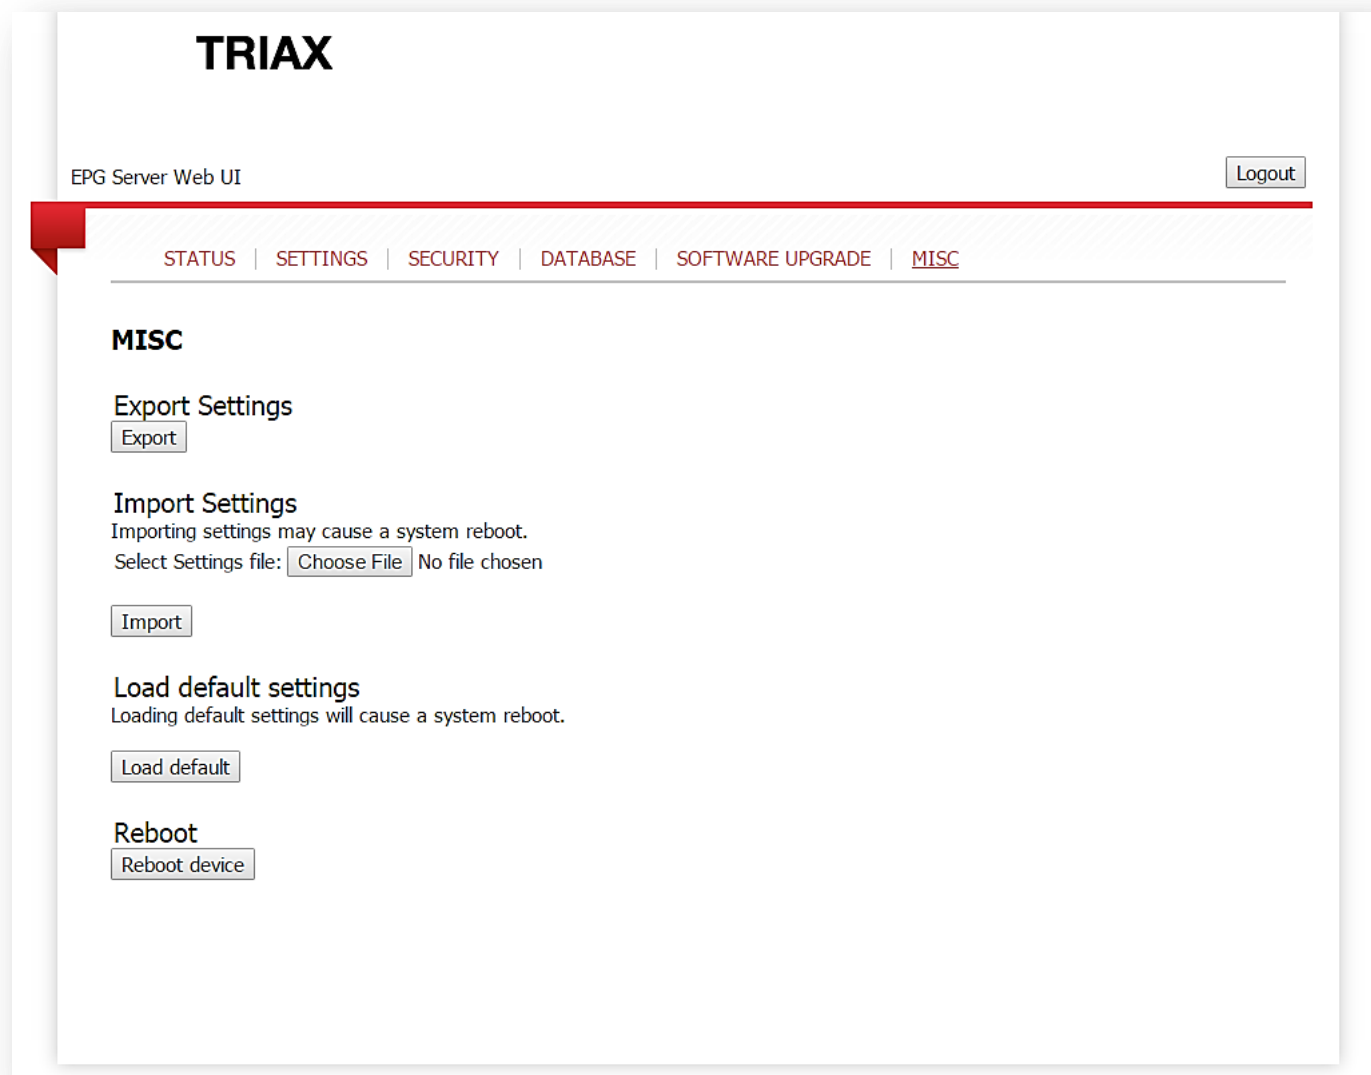 TRIAX
EPG Server Web UI
Logout
STATUS | SETTINGS | SECURITY | DATABASE | SOFTWARE UPGRADE | MISC
MISC
Export Settings
Export
Import Settings
Importing settings may cause a system reboot.
Select Settings file: Choose File No file chosen
Import
Load default settings
Loading default settings will cause a system reboot.
Load default
Reboot
Reboot device